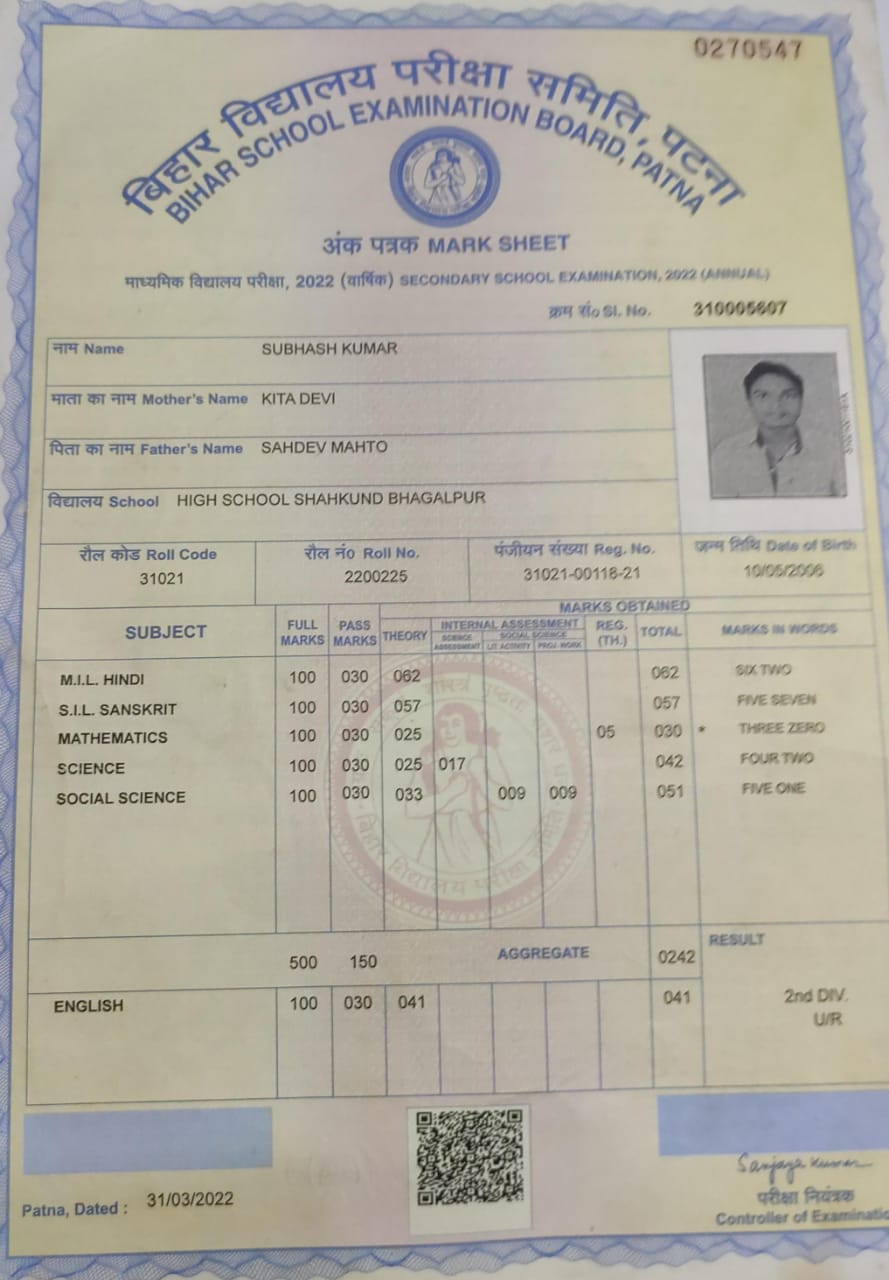 0270547
बिहार विद्यालय परीक्षा समिति, पटना
BIHAR SCHOOL EXAMINATION BOARD, PATNA
अंक पत्रक MARK SHEET
माध्यमिक विद्यालय परीक्षा, 2022 (वार्षिक) SECONDARY SCHOOL EXAMINATION, 2022 (ANNUAL)
क्रम सं० Sl. No. 310005607
नाम Name SUBHASH KUMAR
माता का नाम Mother's Name KITA DEVI
पिता का नाम Father's Name SAHDEV MAHTO
विद्यालय School HIGH SCHOOL SHAHKUND BHAGALPUR
रौल कोड Roll Code रौल नं० Roll No. पंजीयन संख्या Reg. No. जन्म तिथि Date of Birth
31021 2200225 31021-00118-21 10/05/2006
MARKS OBTAINED
SUBJECT FULL MARKS PASS MARKS THEORY INTERNAL ASSESSMENT REG. (TH.) TOTAL MARKS IN WORDS
SCIENCE ASSESSMENT SOCIAL SCIENCE LIT. ACTIVITY PROJ. WORK
M.I.L. HINDI 100 030 062 062 SIX TWO
S.I.L. SANSKRIT 100 030 057 057 FIVE SEVEN
MATHEMATICS 100 030 025 05 030 * THREE ZERO
SCIENCE 100 030 025 017 042 FOUR TWO
SOCIAL SCIENCE 100 030 033 009 009 051 FIVE ONE
बिहार विद्यालय परीक्षा समिति
500 150 AGGREGATE 0242 RESULT
ENGLISH 100 030 041 041 2nd DIV.
U/R
Sanjaya Kumar
Patna, Dated : 31/03/2022
परीक्षा नियंत्रक
Controller of Examinatio